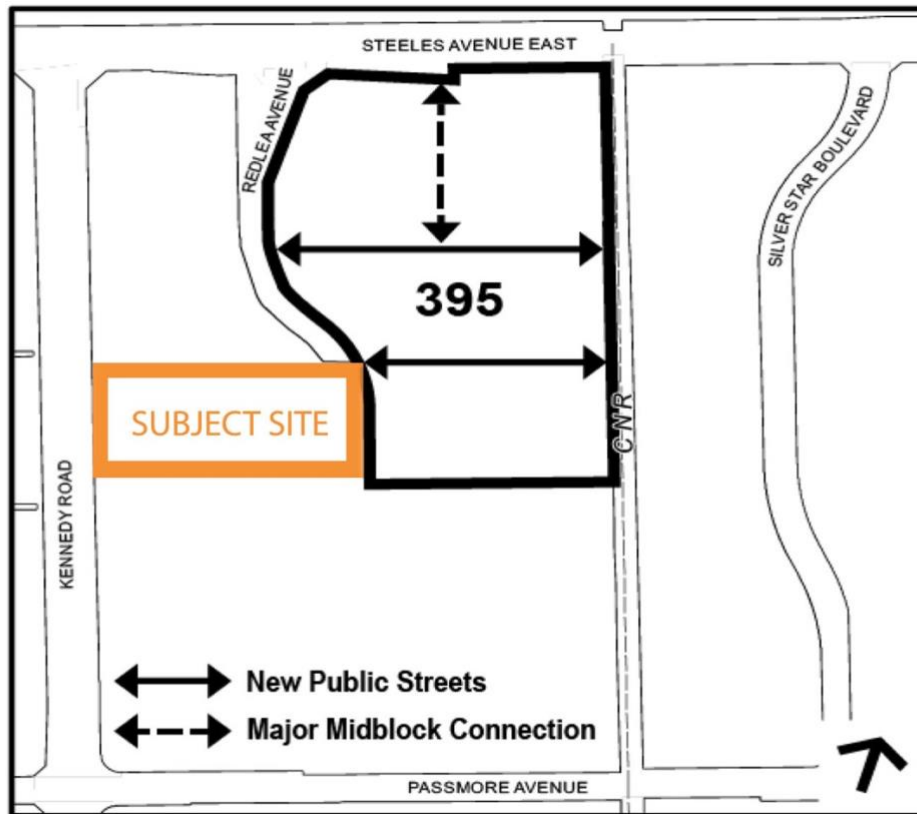 STEELES AVENUE EAST
REDLEA AVENUE
SILVER STAR BOULEVARD
395
SUBJECT SITE
CNR
KENNEDY ROAD
New Public Streets
Major Midblock Connection
PASSMORE AVENUE